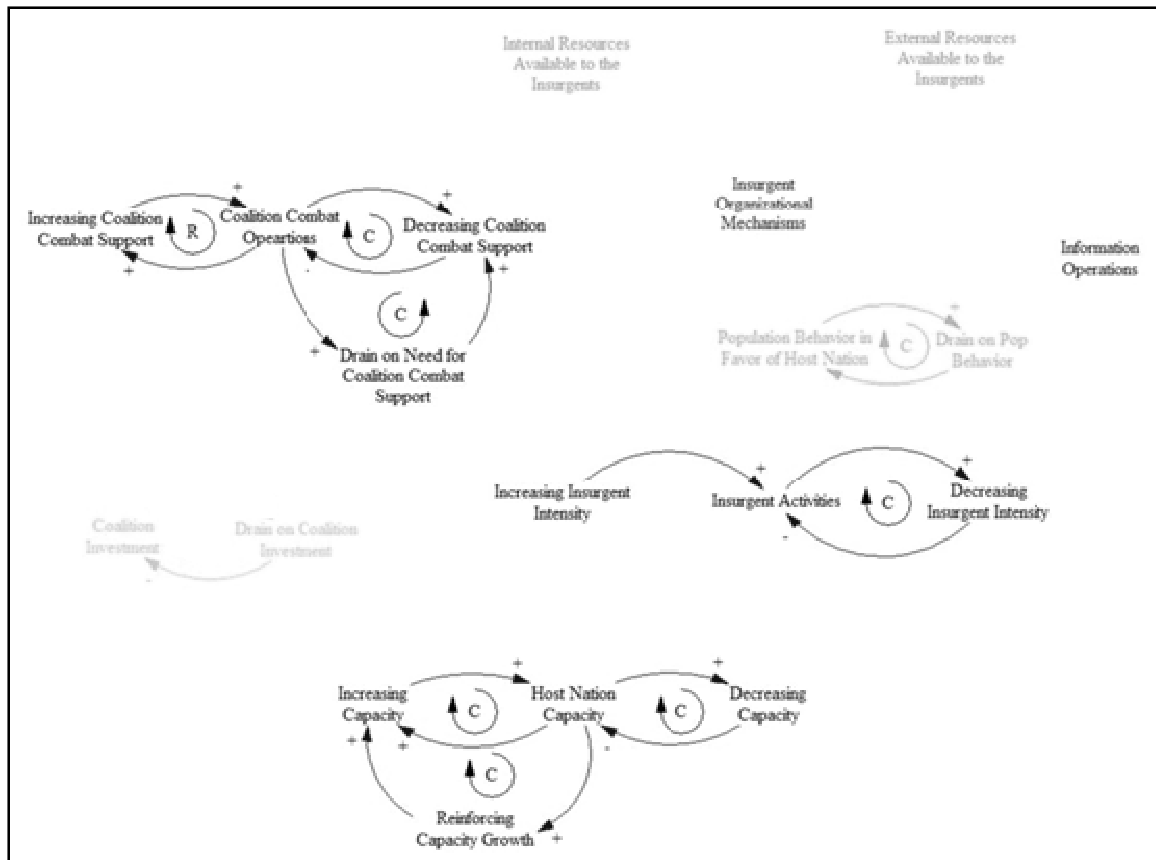 Internal Resources
Available to the
Insurgents
External Resources
Available to the
Insurgents
Insurgent
Organizational
Mechanisms
Information
Operations
+
+
Increasing Coalition
Combat Support
R
Coalition Combat
Opeartions
C
Decreasing Coalition
Combat Support
+
-
+
C
+
Drain on Need for
Coalition Combat
Support
+
Population Behavior in
Favor of Host Nation
C
Drain on Pop
Behavior
-
+
+
Increasing Insurgent
Intensity
Insurgent Activities
C
Decreasing
Insurgent Intensity
-
Coalition
Investment
Drain on Coalition
Investment
-
+
+
Increasing
Capacity
C
Host Nation
Capacity
C
Decreasing
Capacity
+
+
-
C
Reinforcing
Capacity Growth
+